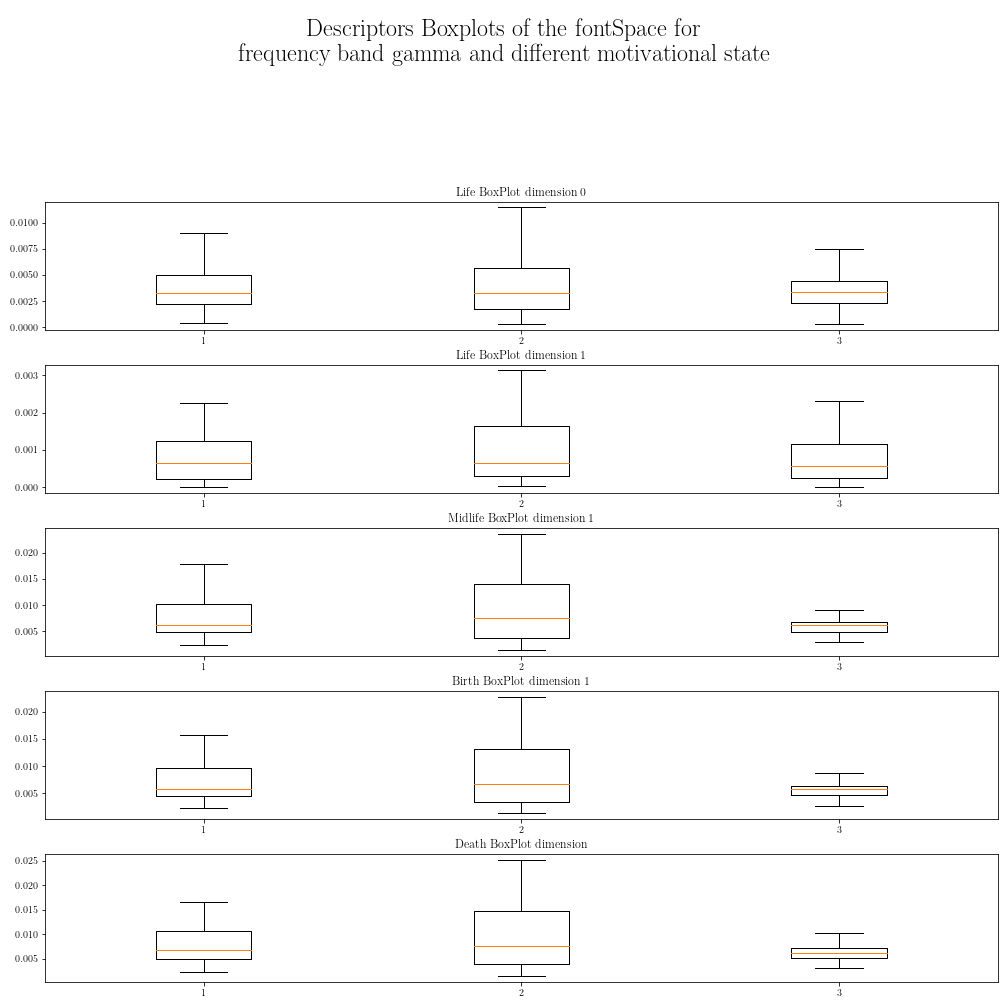 Descriptors Boxplots of the fontSpace for
frequency band gamma and different motivational state
Life BoxPlot dimension 0
0.0100
0.0075
0.0050
0.0025
0.0000
1 2 3
Life BoxPlot dimension 1
0.003
0.002
0.001
0.000
1 2 3
Midlife BoxPlot dimension 1
0.020
0.015
0.010
0.005
1 2 3
Birth BoxPlot dimension 1
0.020
0.015
0.010
0.005
1 2 3
Death BoxPlot dimension
0.025
0.020
0.015
0.010
0.005
1 2 3